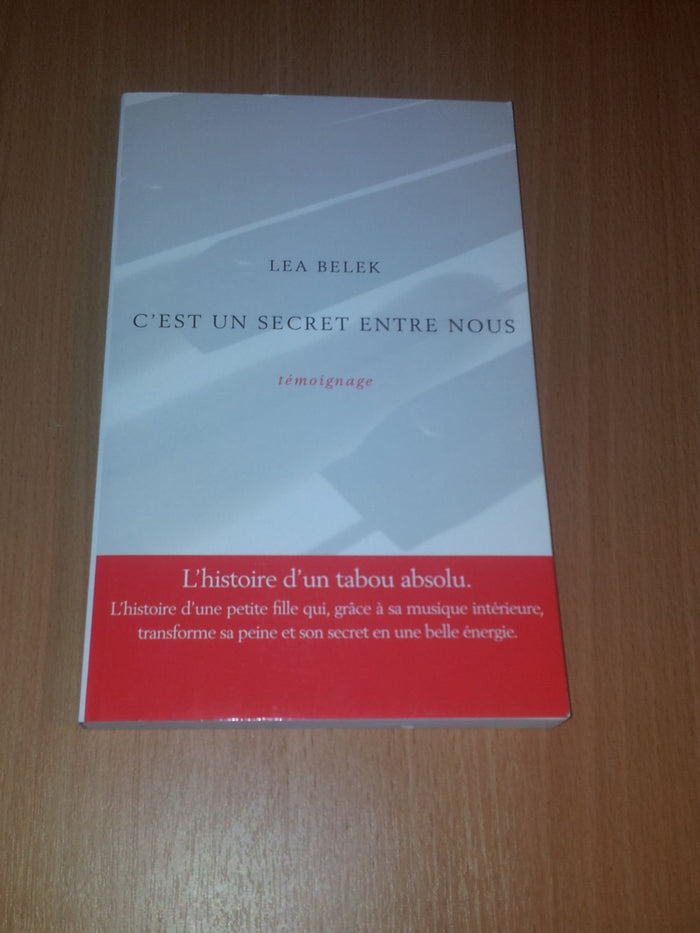 LEA BELEK
C'EST UN SECRET ENTRE NOUS
témoignage
L'histoire d'un tabou absolu.
L'histoire d'une petite fille qui, grâce à sa musique intérieure,
transforme sa peine et son secret en une belle énergie.